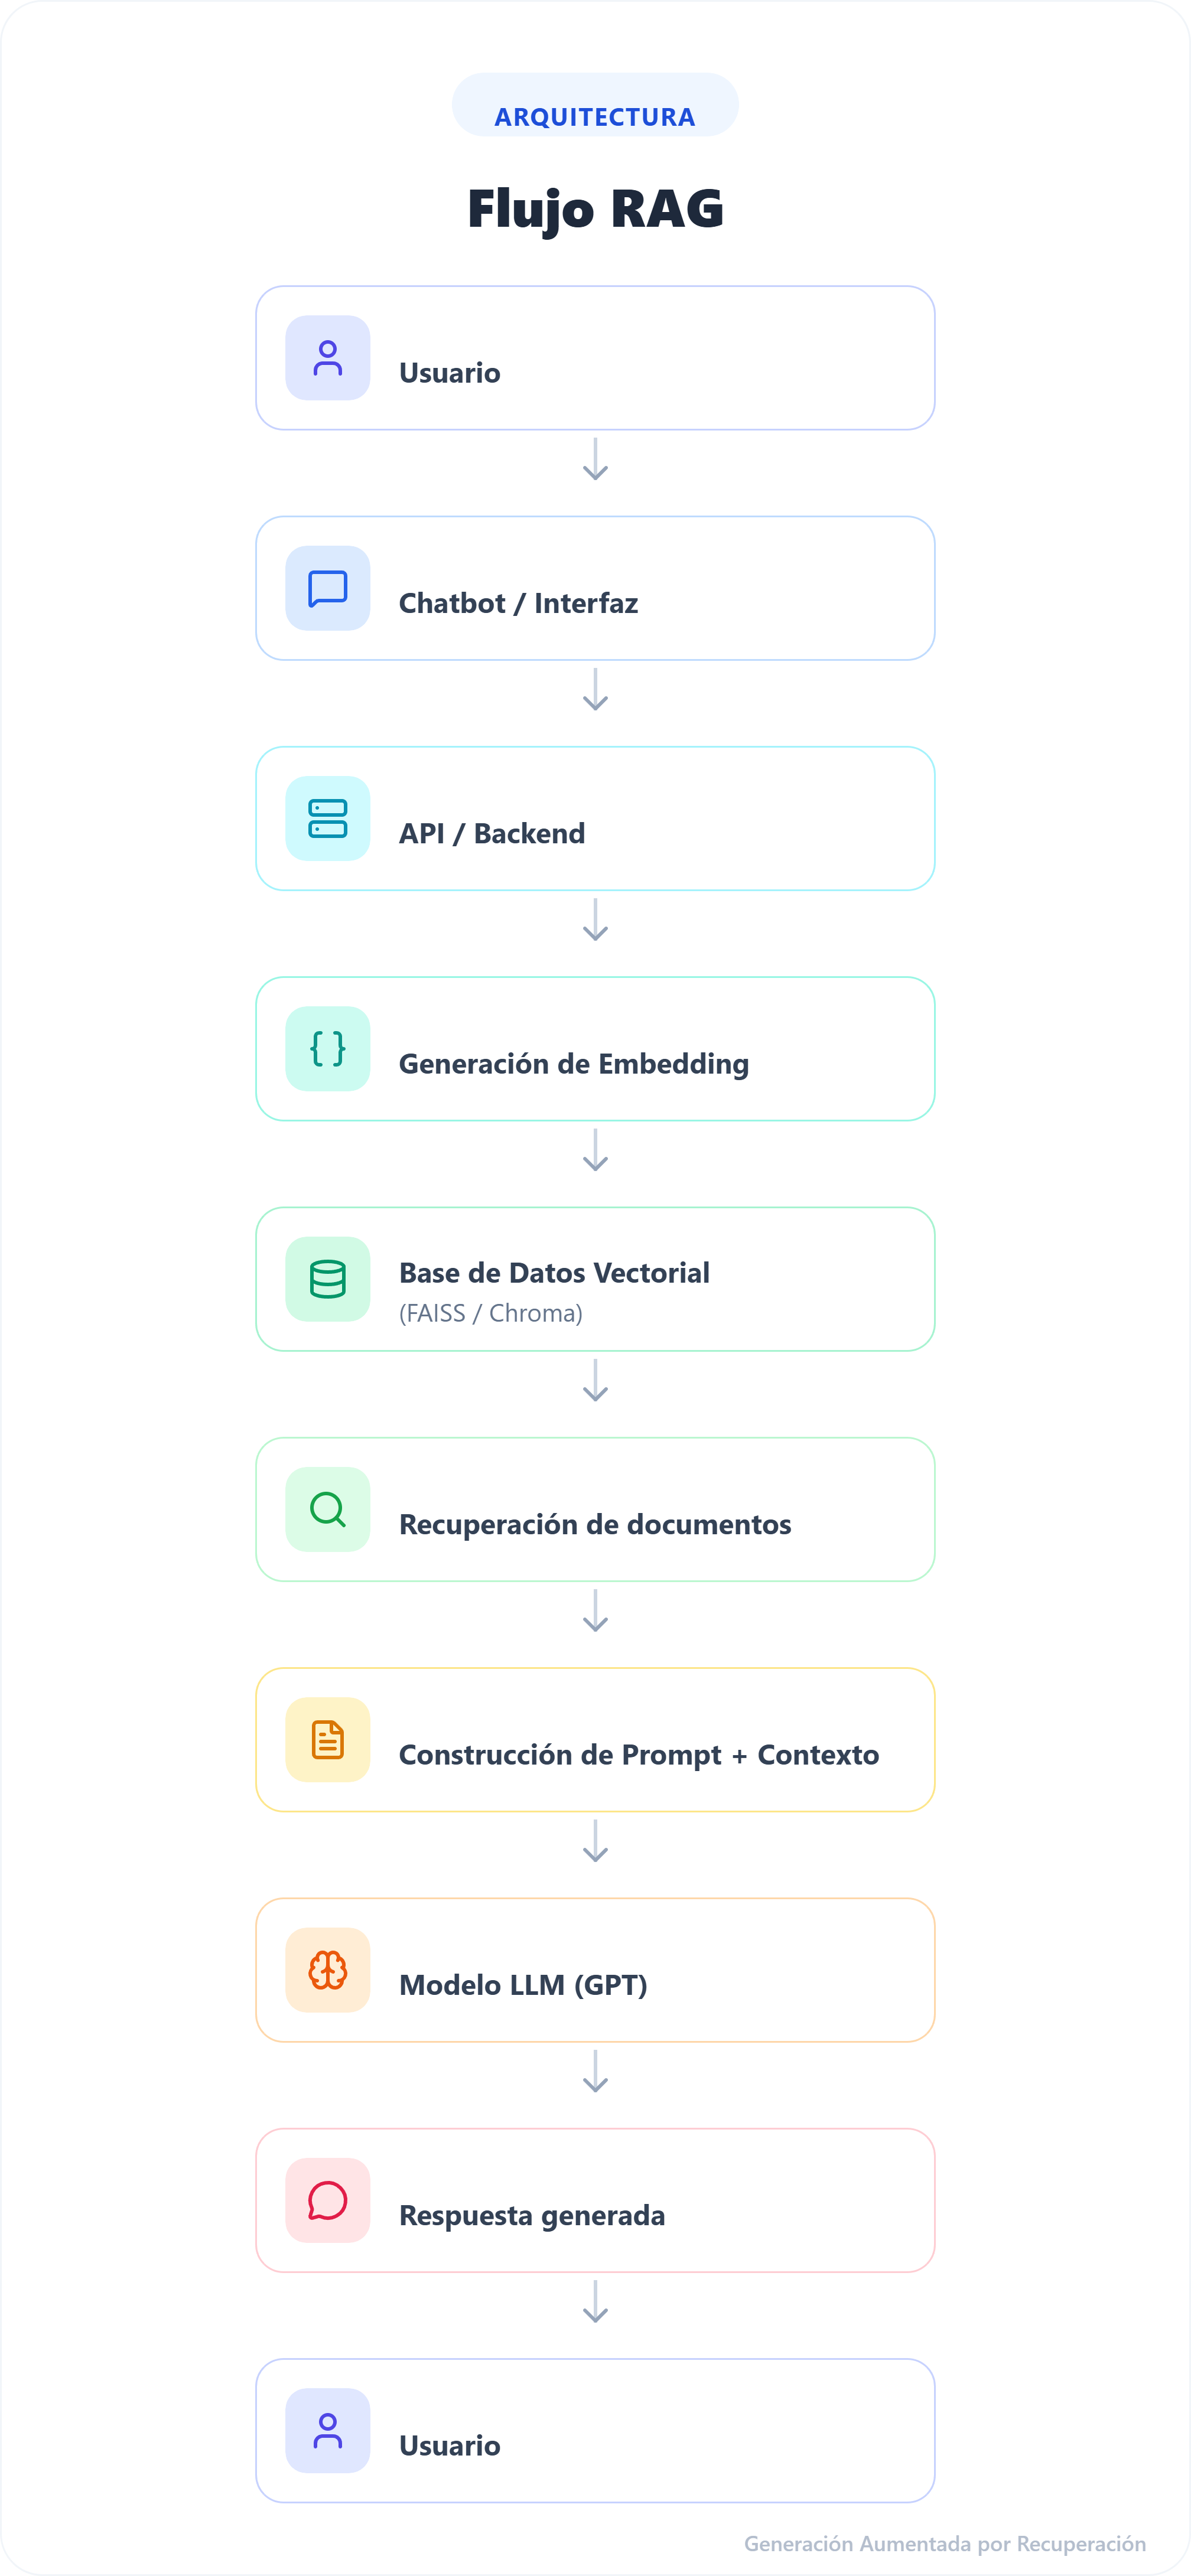 ARQUITECTURA
Flujo RAG
Usuario
Chatbot / Interfaz
API / Backend
Generación de Embedding
Base de Datos Vectorial
(FAISS / Chroma)
Recuperación de documentos
Construcción de Prompt + Contexto
Modelo LLM (GPT)
Respuesta generada
Usuario
Generación Aumentada por Recuperación